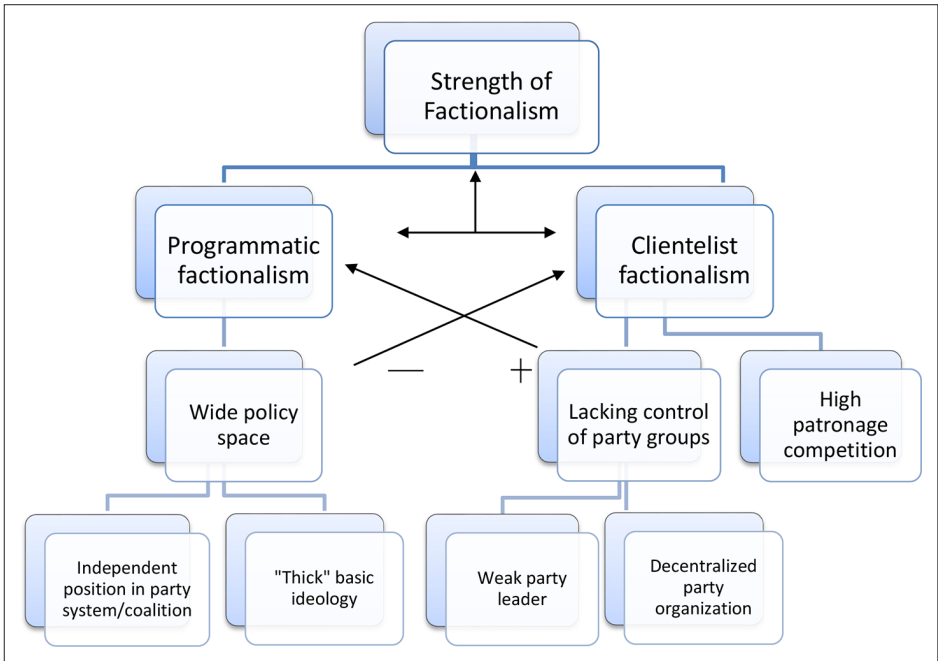 Strength of
Factionalism
Programmatic
factionalism
Clientelist
factionalism
—
+
Wide policy
space
Lacking control
of party groups
High
patronage
competition
Independent
position in party
system/coalition
"Thick" basic
ideology
Weak party
leader
Decentralized
party
organization